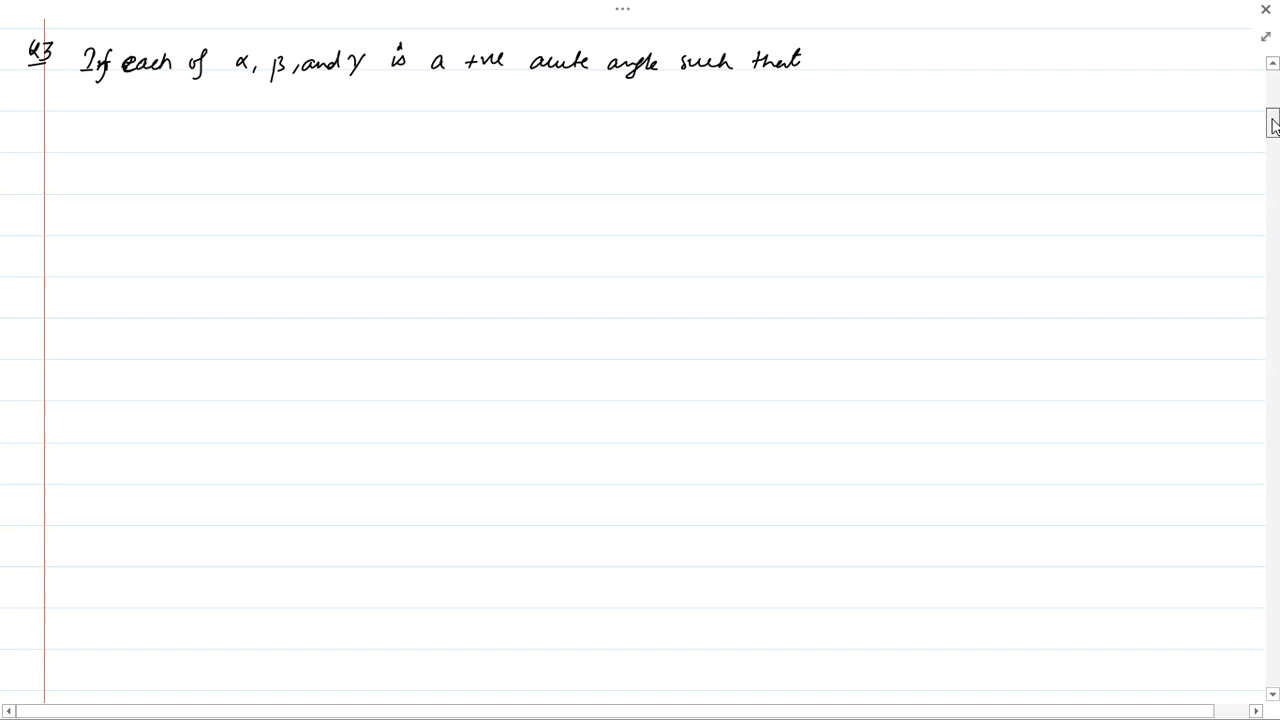 Q3 If each of α, β, and γ is a +ve acute angle such that